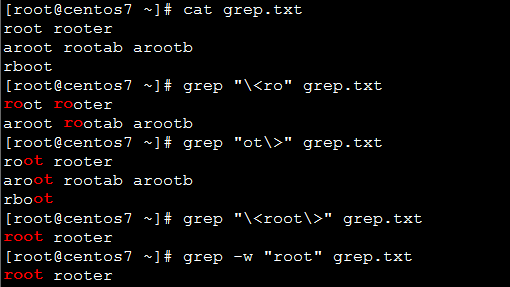 [root@centos7 ~]# cat grep.txt
root rooter
aroot rootab arootb
rboot
[root@centos7 ~]# grep "\<ro" grep.txt
root rooter
aroot rootab arootb
[root@centos7 ~]# grep "ot\>" grep.txt
root rooter
aroot rootab arootb
rboot
[root@centos7 ~]# grep "\<root\>" grep.txt
root rooter
[root@centos7 ~]# grep -w "root" grep.txt
root rooter